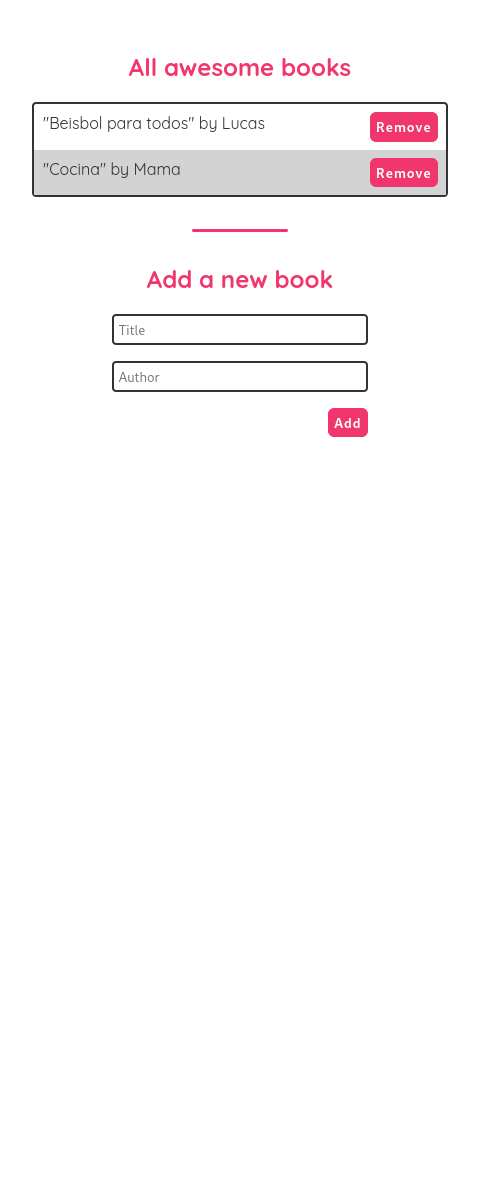 All awesome books
"Beisbol para todos" by Lucas Remove
"Cocina" by Mama Remove
Add a new book
Title
Author
Add